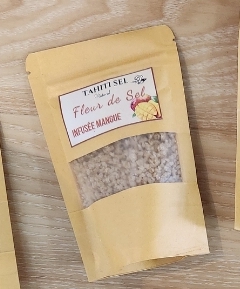 TAHITI SEL
Fleur de Sel
INFUSÉE MANGUE